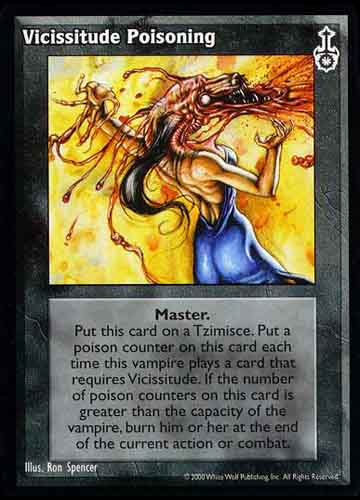 Vicissitude Poisoning
Master.
Put this card on a Tzimisce. Put a
poison counter on this card each
time this vampire plays a card that
requires Vicissitude. If the number
of poison counters on this card is
greater than the capacity of the
vampire, burn him or her at the end
of the current action or combat.
Illus. Ron Spencer
©2000 White Wolf Publishing, Inc. All Rights Reserved.